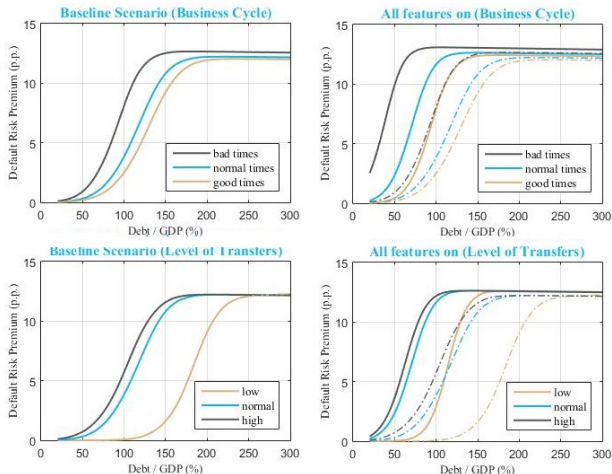 Baseline Scenario (Business Cycle)
Default Risk Premium (p.p.)
15
10
5
0
bad times
normal times
good times
0 50 100 150 200 250 300
Debt / GDP (%)
All features on (Business Cycle)
Default Risk Premium (p.p.)
15
10
5
0
bad times
normal times
good times
0 50 100 150 200 250 300
Debt / GDP (%)
Baseline Scenario (Level of Transfers)
Default Risk Premium (p.p.)
15
10
5
0
low
normal
high
0 50 100 150 200 250 300
Debt / GDP (%)
All features on (Level of Transfers)
Default Risk Premium (p.p.)
15
10
5
0
low
normal
high
0 50 100 150 200 250 300
Debt / GDP (%)